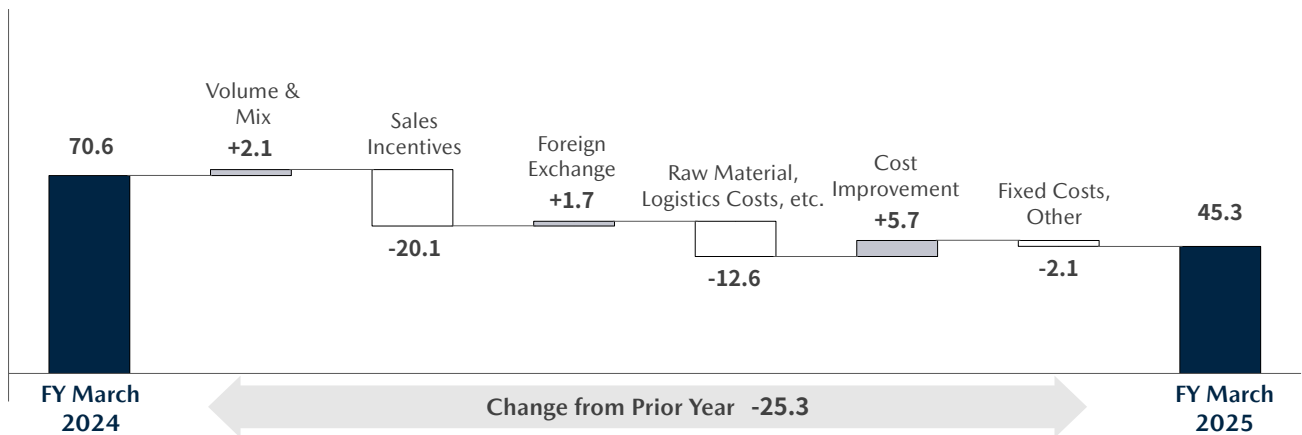 70.6
Volume &
Mix
+2.1
Sales
Incentives
-20.1
Foreign
Exchange
+1.7
Raw Material,
Logistics Costs, etc.
-12.6
Cost
Improvement
+5.7
Fixed Costs,
Other
-2.1
45.3
FY March
2024
Change from Prior Year -25.3
FY March
2025